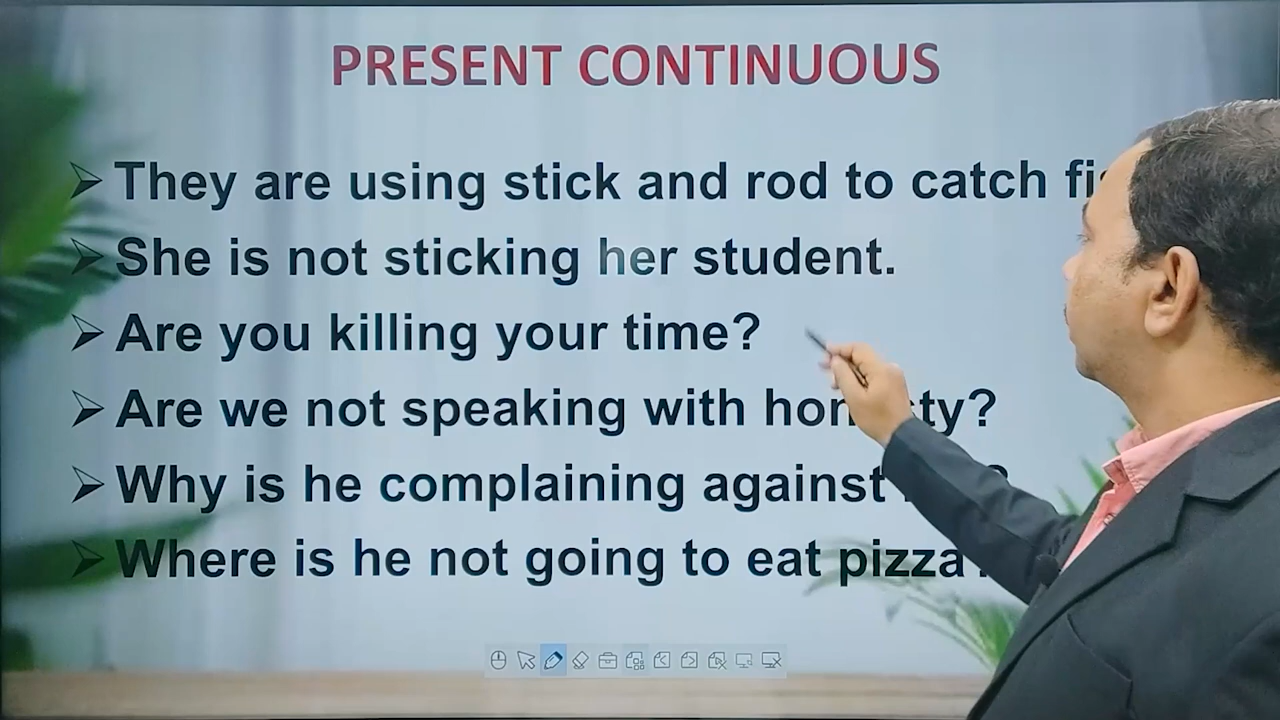 PRESENT CONTINUOUS
They are using stick and rod to catch
She is not sticking her student.
Are you killing your time?
Are we not speaking with
Why is he complaining against
Where is he not going to eat pizza